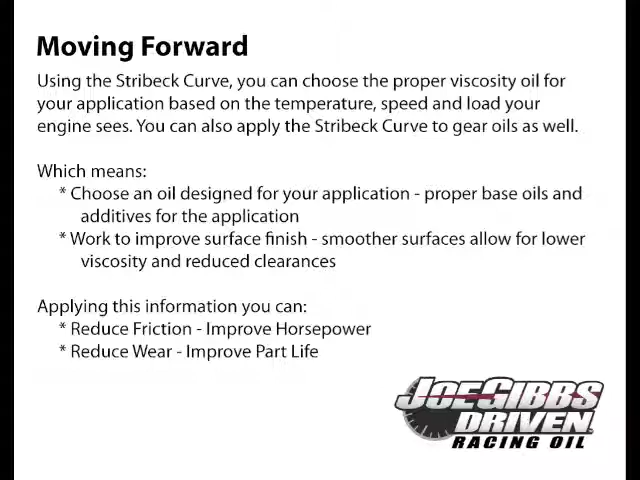 Moving Forward
Using the Stribeck Curve, you can choose the proper viscosity oil for
your application based on the temperature, speed and load your
engine sees. You can also apply the Stribeck Curve to gear oils as well.
Which means:
* Choose an oil designed for your application - proper base oils and
additives for the application
* Work to improve surface finish - smoother surfaces allow for lower
viscosity and reduced clearances
Applying this information you can:
* Reduce Friction - Improve Horsepower
* Reduce Wear - Improve Part Life
JOE GIBBS
DRIVEN
RACING OIL